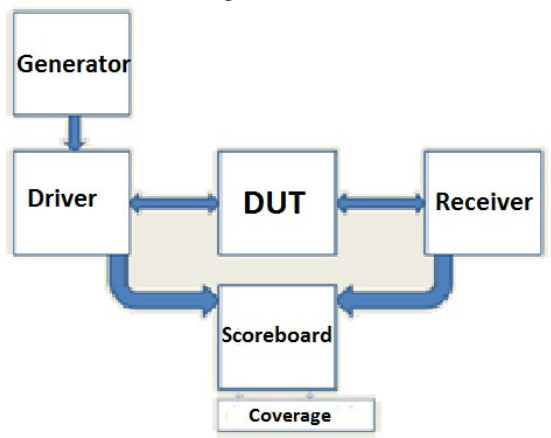 Generator
Driver
DUT
Receiver
Scoreboard
Coverage